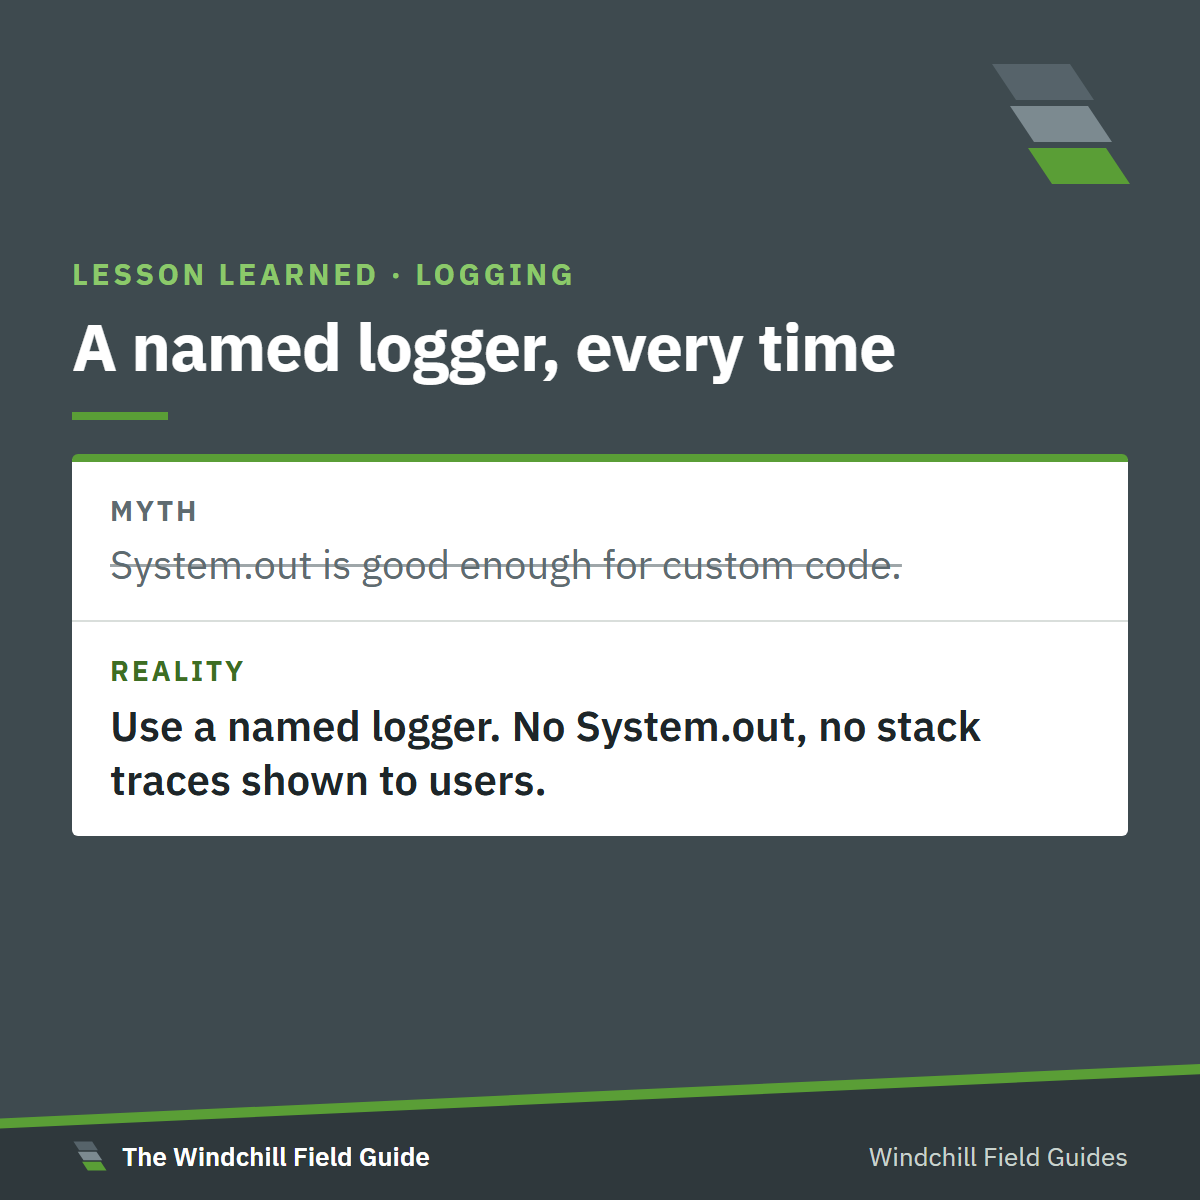 LESSON LEARNED · LOGGING
A named logger, every time
MYTH
System.out is good enough for custom code.
REALITY
Use a named logger. No System.out, no stack
traces shown to users.
The Windchill Field Guide
Windchill Field Guides